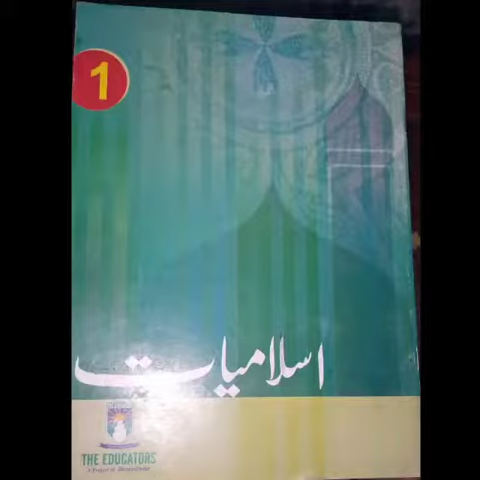 1
اسلامیات
THE EDUCATORS
A Project of Beaconhouse